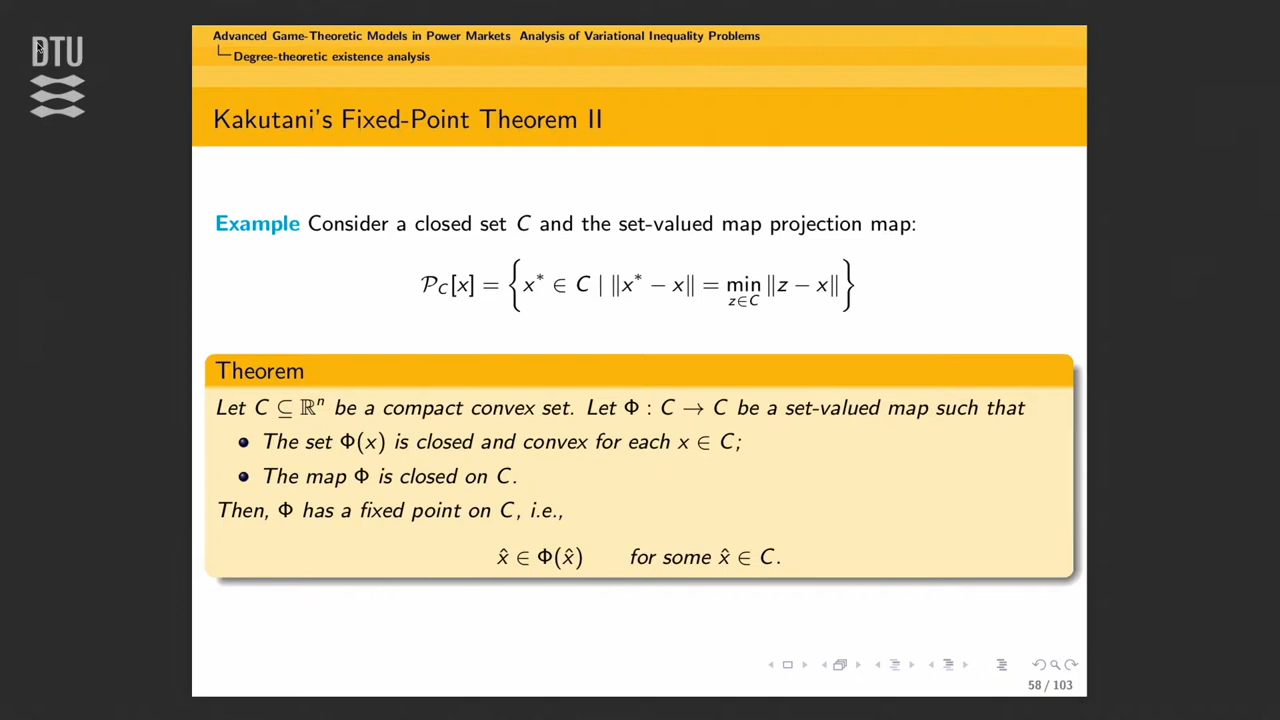 DTU
Advanced Game-Theoretic Models in Power Markets Analysis of Variational Inequality Problems
Degree-theoretic existence analysis
Kakutani's Fixed-Point Theorem II
Example Consider a closed set C and the set-valued map projection map:
𝒫_C[x] = { x* ∈ C | ‖x* − x‖ = min_{z∈C} ‖z − x‖ }
Theorem
Let C ⊆ ℝⁿ be a compact convex set. Let Φ : C → C be a set-valued map such that
The set Φ(x) is closed and convex for each x ∈ C;
The map Φ is closed on C.
Then, Φ has a fixed point on C, i.e.,
x̂ ∈ Φ(x̂) for some x̂ ∈ C.
58 / 103